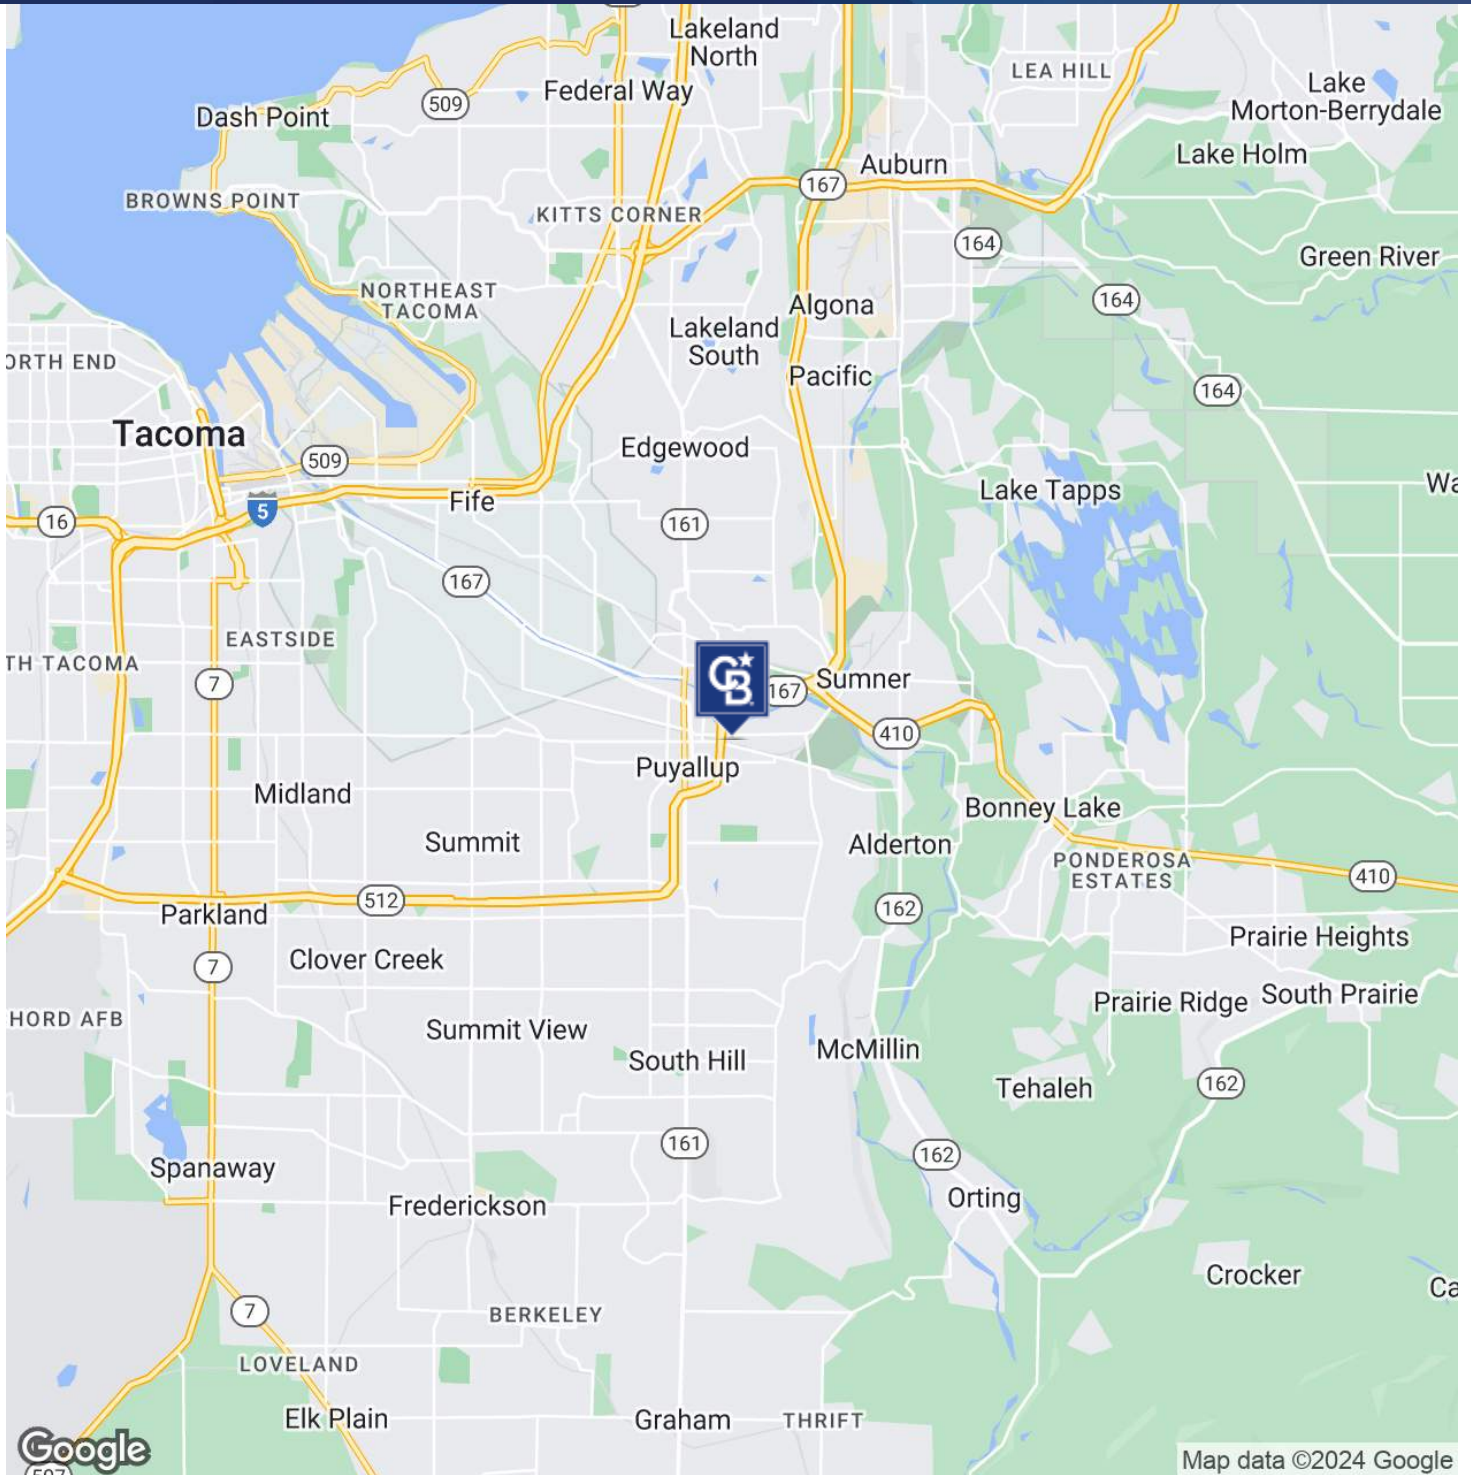 Lakeland
North
LEA HILL
Lake
Morton-Berrydale
Federal Way
509
Dash Point
Lake Holm
Auburn
167
BROWNS POINT
KITTS CORNER
164
Green River
NORTHEAST
TACOMA
164
Algona
Lakeland
South
ORTH END
Pacific
164
Tacoma
Edgewood
509
Lake Tapps
Wa
Fife
5
16
161
167
EASTSIDE
TH TACOMA
7
CB
167
Sumner
410
Puyallup
Midland
Bonney Lake
Summit
Alderton
PONDEROSA
ESTATES
410
512
162
Parkland
Prairie Heights
Clover Creek
7
Prairie Ridge
South Prairie
HORD AFB
Summit View
McMillin
South Hill
Tehaleh
162
161
162
Spanaway
Orting
Frederickson
Crocker
Ca
7
BERKELEY
LOVELAND
Elk Plain
Graham
THRIFT
Google
507
Map data ©2024 Google